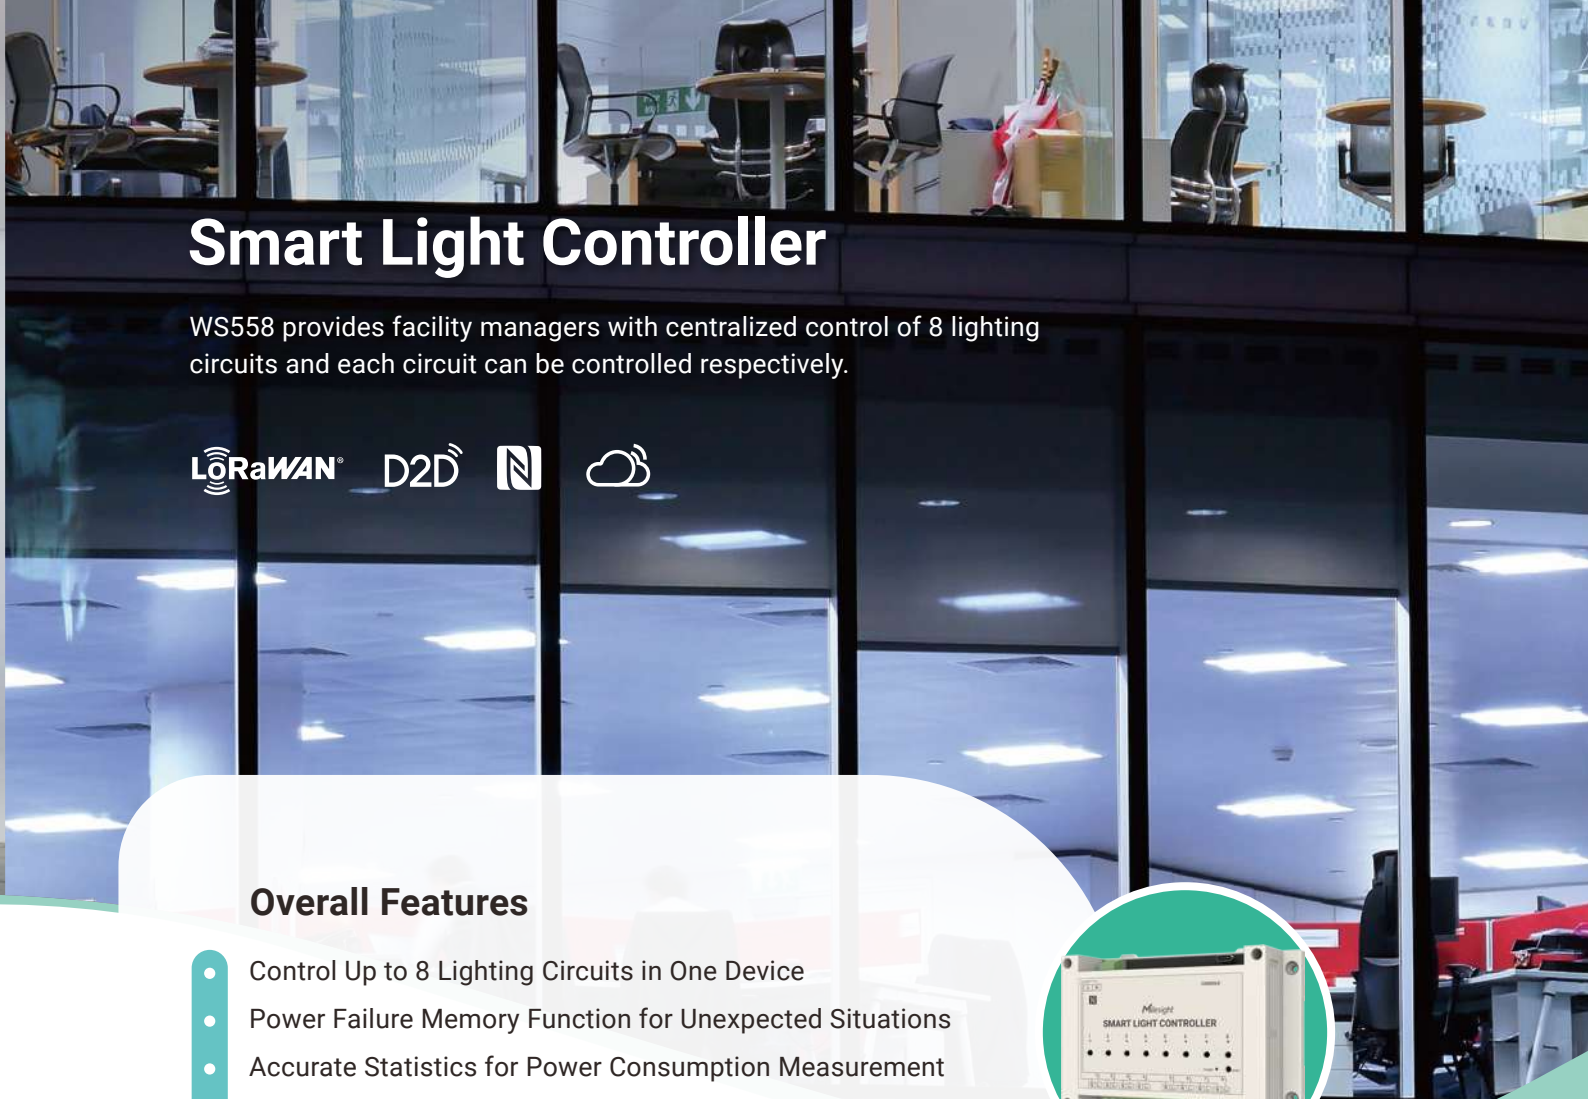 Smart Light Controller
WS558 provides facility managers with centralized control of 8 lighting
circuits and each circuit can be controlled respectively.
LoRaWAN®
D2D
Overall Features
Control Up to 8 Lighting Circuits in One Device
Power Failure Memory Function for Unexpected Situations
Accurate Statistics for Power Consumption Measurement
Milesight
SMART LIGHT CONTROLLER